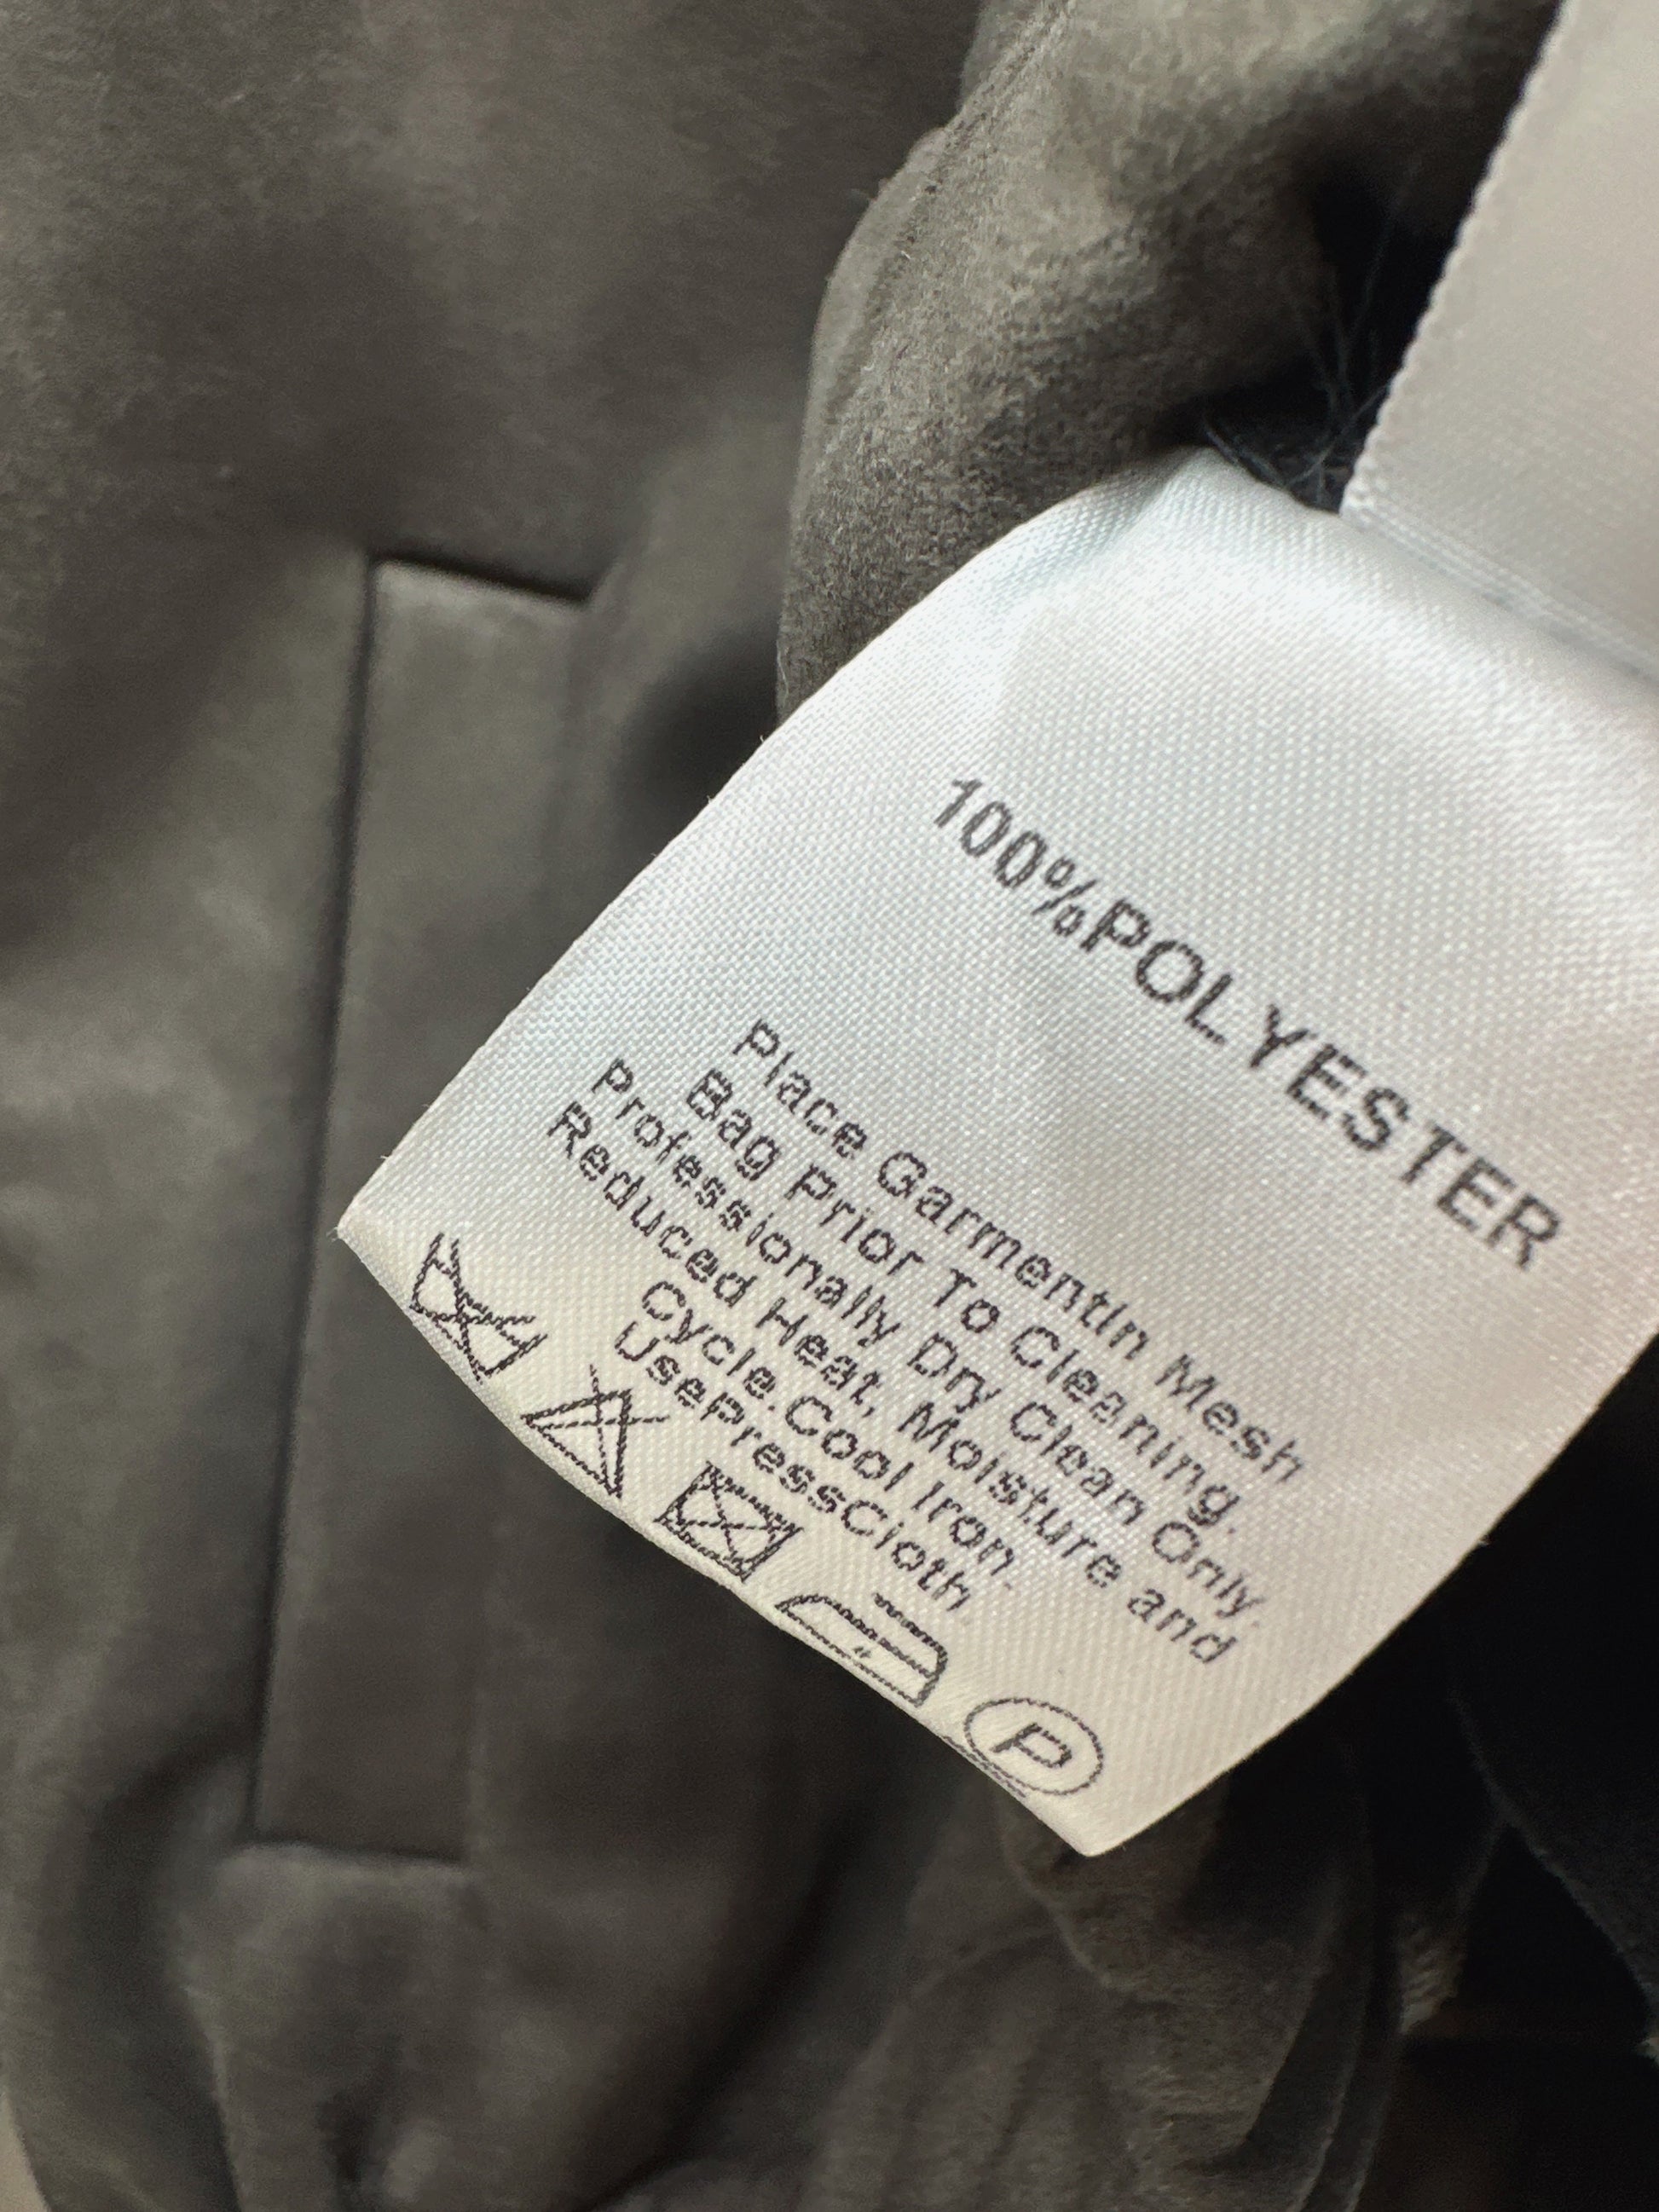 100%POLYESTER
Place GarmentIn Mesh
Bag Prior To Cleaning.
Professionally Dry Clean Only.
Reduced Heat, Moisture and
Cycle.Cool Iron.
UsePressCloth.
P